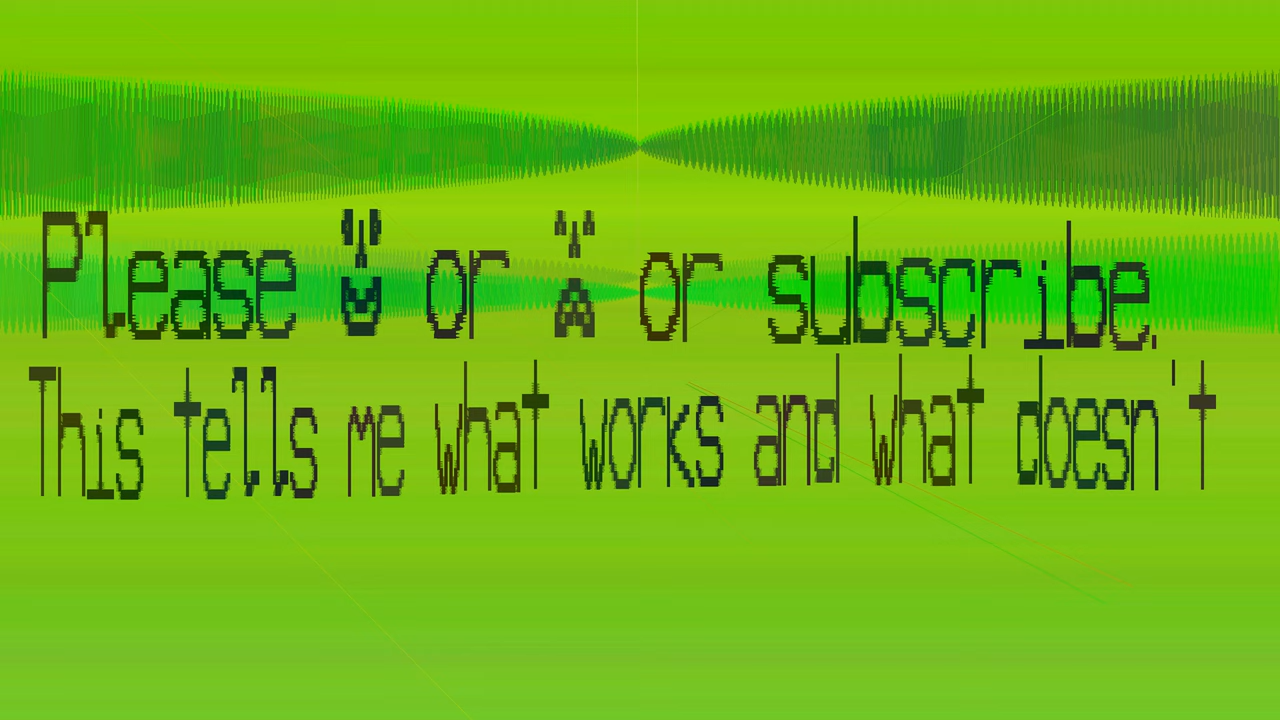 Please or or subscribe.
This tells me what works and what doesn't